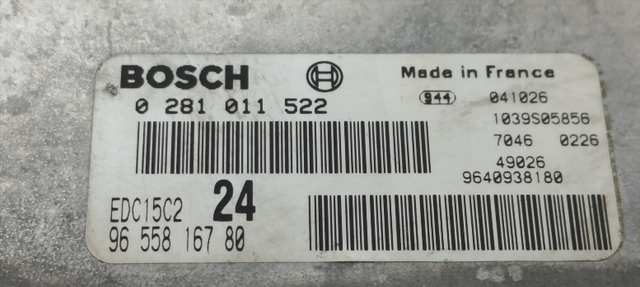 BOSCH
Made in France
0 281 011 522
944 041026
1039S05856
7046 0226
49026
9640938180
EDC15C2 24
96 558 167 80